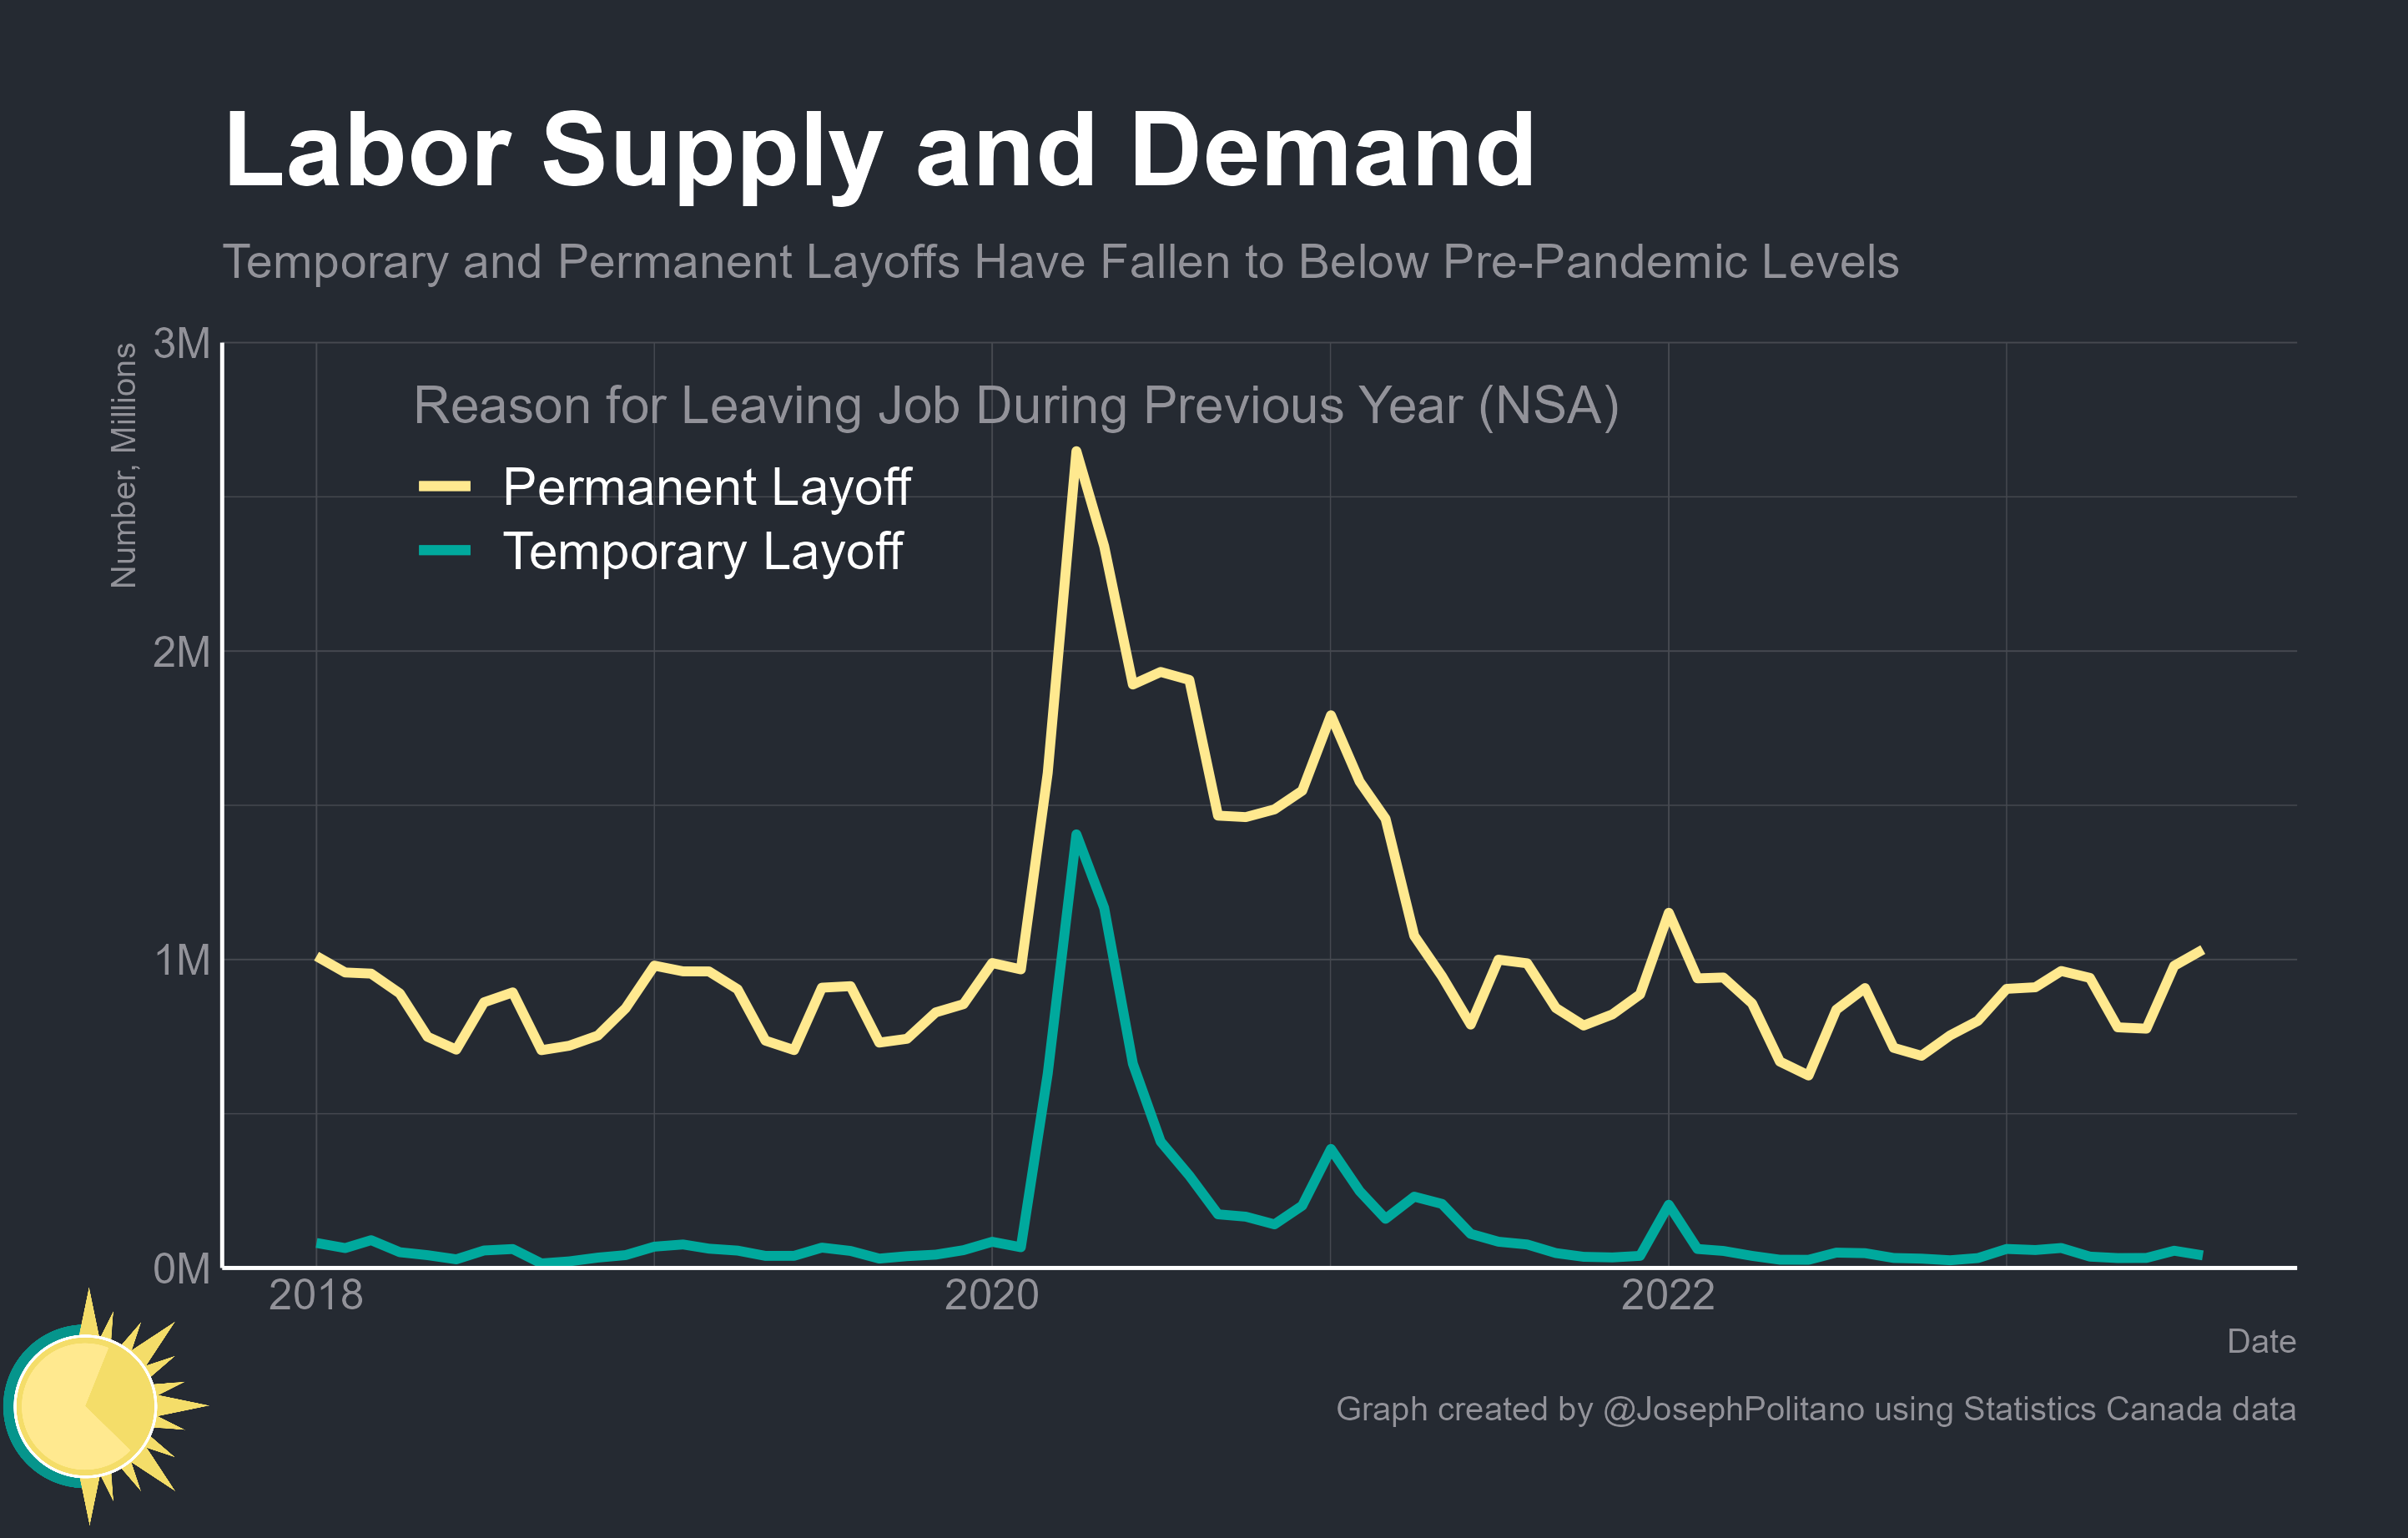 Labor Supply and Demand
Temporary and Permanent Layoffs Have Fallen to Below Pre-Pandemic Levels
Number, Millions
3M
2M
1M
0M
Reason for Leaving Job During Previous Year (NSA)
Permanent Layoff
Temporary Layoff
2018
2020
2022
Date
Graph created by @JosephPolitano using Statistics Canada data